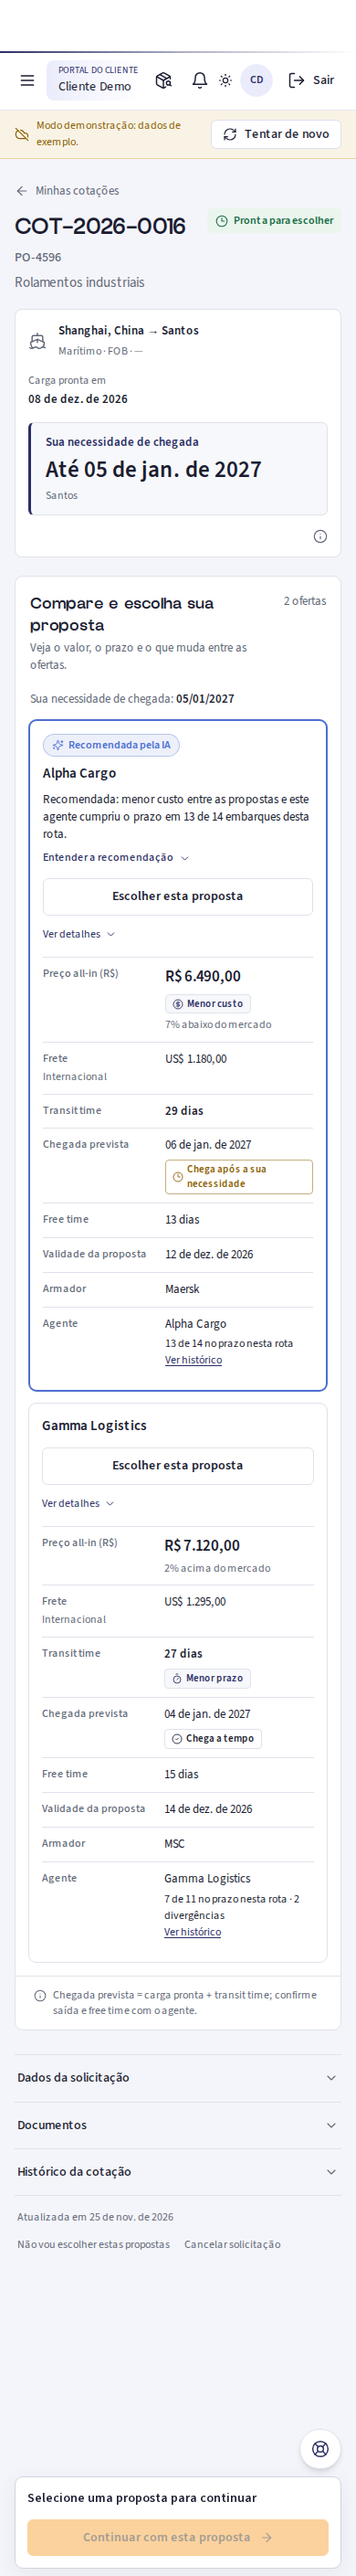 PORTAL DO CLIENTE
Cliente Demo
CD
Sair
Modo demonstração: dados de
exemplo.
Tentar de novo
Minhas cotações
COT-2026-0016
Pronta para escolher
PO-4596
Rolamentos industriais
Shanghai, China → Santos
Marítimo · FOB · —
Carga pronta em
08 de dez. de 2026
Sua necessidade de chegada
Até 05 de jan. de 2027
Santos
Compare e escolha sua
proposta
2 ofertas
Veja o valor, o prazo e o que muda entre as
ofertas.
Sua necessidade de chegada: 05/01/2027
Recomendada pela IA
Alpha Cargo
Recomendada: menor custo entre as propostas e este
agente cumpriu o prazo em 13 de 14 embarques desta
rota.
Entender a recomendação
Escolher esta proposta
Ver detalhes
Preço all-in (R$)
R$ 6.490,00
Menor custo
7% abaixo do mercado
Frete
Internacional
US$ 1.180,00
Transit time
29 dias
Chegada prevista
06 de jan. de 2027
Chega após a sua
necessidade
Free time
13 dias
Validade da proposta
12 de dez. de 2026
Armador
Maersk
Agente
Alpha Cargo
13 de 14 no prazo nesta rota
Ver histórico
Gamma Logistics
Escolher esta proposta
Ver detalhes
Preço all-in (R$)
R$ 7.120,00
2% acima do mercado
Frete
Internacional
US$ 1.295,00
Transit time
27 dias
Menor prazo
Chegada prevista
04 de jan. de 2027
Chega a tempo
Free time
15 dias
Validade da proposta
14 de dez. de 2026
Armador
MSC
Agente
Gamma Logistics
7 de 11 no prazo nesta rota · 2
divergências
Ver histórico
Chegada prevista = carga pronta + transit time; confirme
saída e free time com o agente.
Dados da solicitação
Documentos
Histórico da cotação
Atualizada em 25 de nov. de 2026
Não vou escolher estas propostas
Cancelar solicitação
Selecione uma proposta para continuar
Continuar com esta proposta →